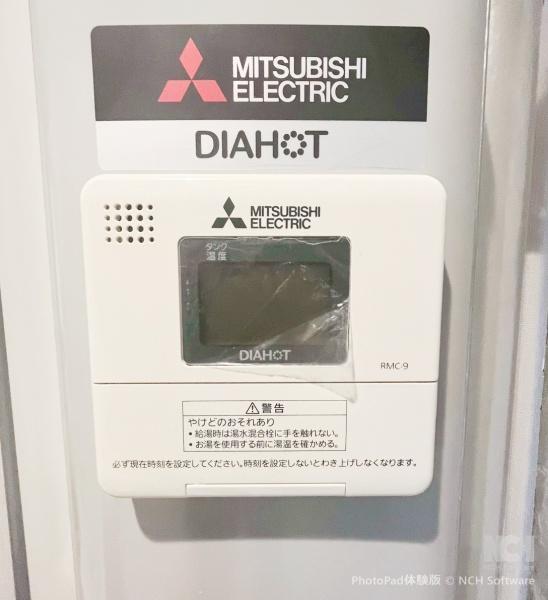 MITSUBISHI
ELECTRIC
DIAHOT
MITSUBISHI
ELECTRIC
タンク
温度
DIAHOT
RMC-9
⚠警告
やけどのおそれあり
• 給湯時は湯水混合栓に手を触れない。
• お湯を使用する前に湯温を確かめる。
必ず現在時刻を設定してください。時刻を設定しないとわき上げしなくなります。
NCH
NCH Software
PhotoPad体験版 © NCH Software